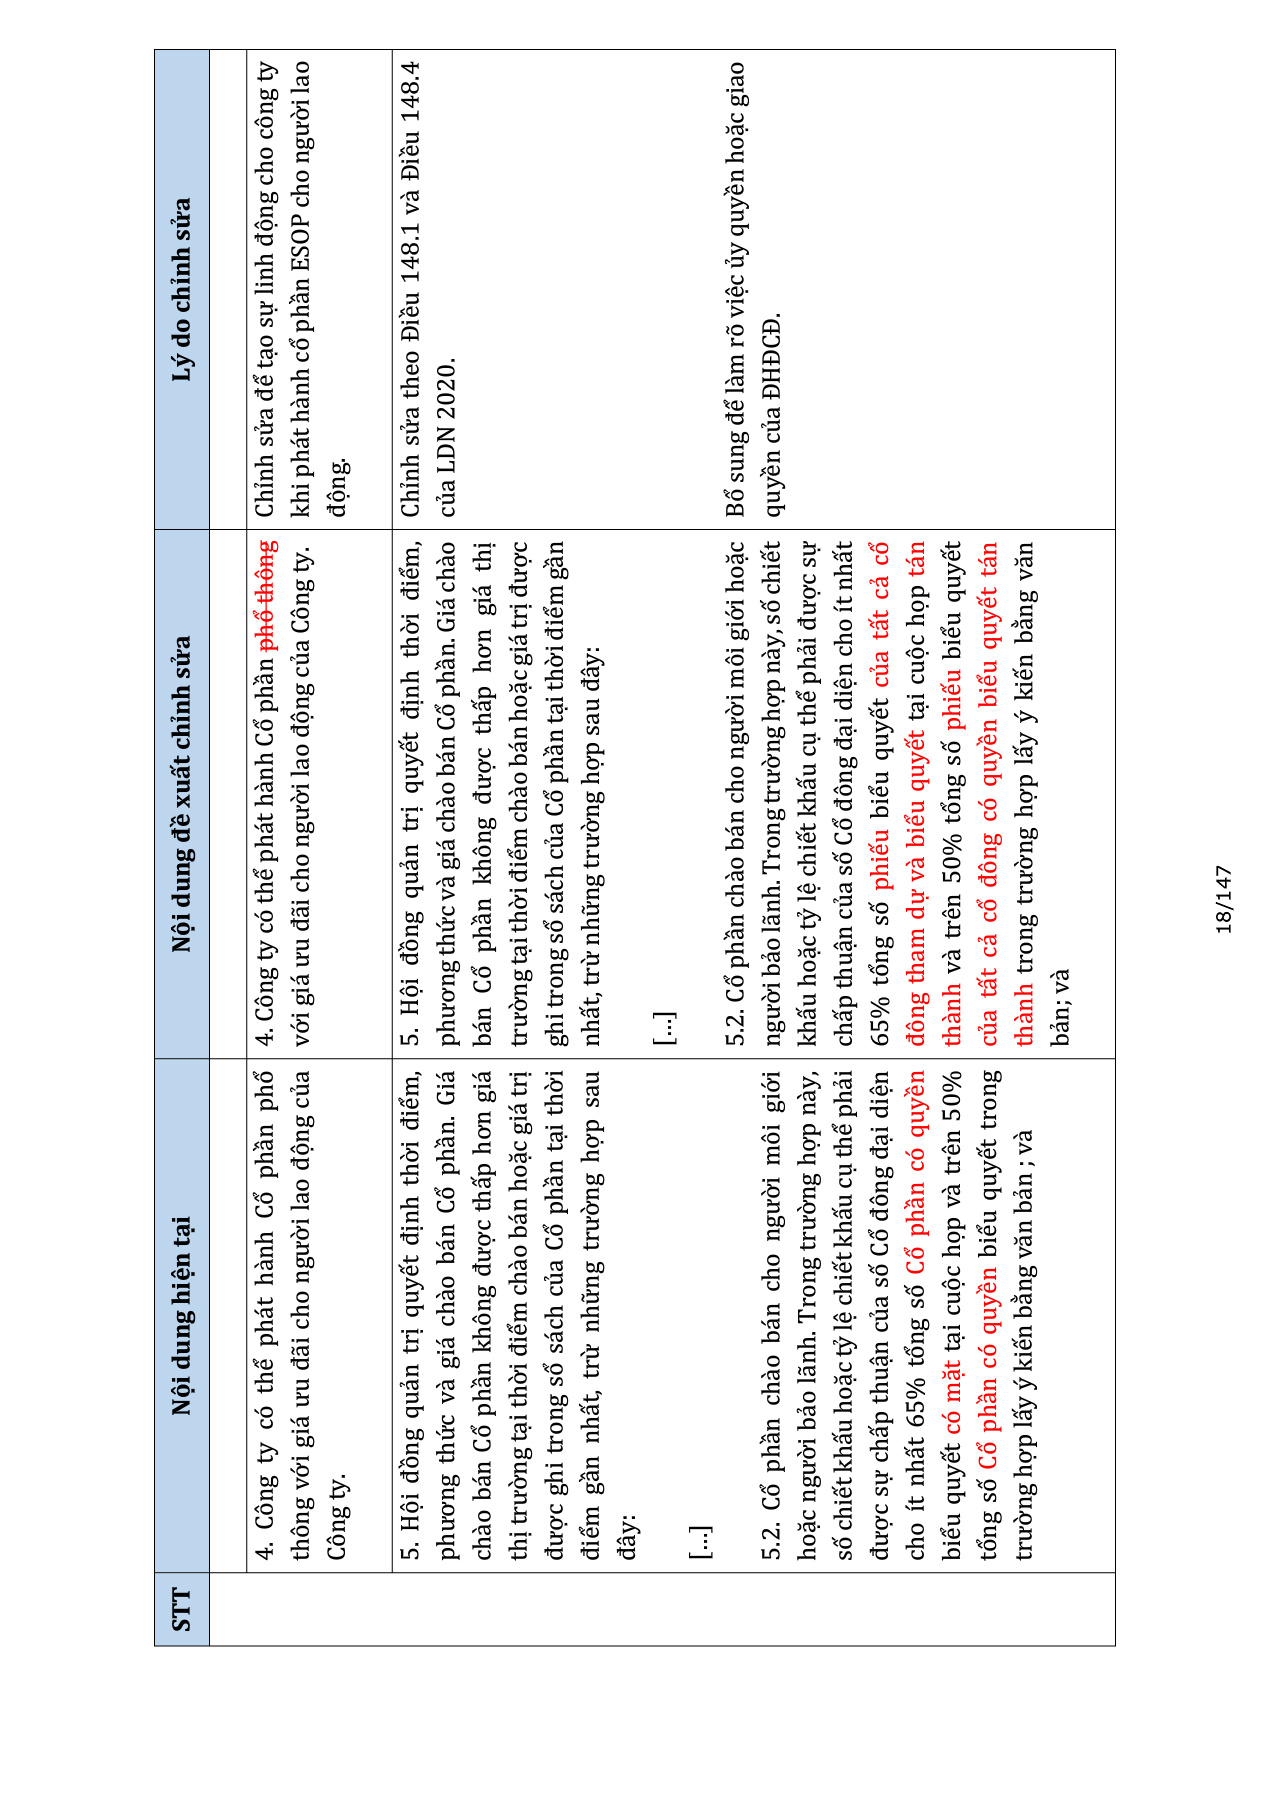 STT
Nội dung hiện tại
Nội dung đề xuất chỉnh sửa
Lý do chỉnh sửa
4. Công ty có thể phát hành Cổ phần phổ
thông với giá ưu đãi cho người lao động của
Công ty.
4. Công ty có thể phát hành Cổ phần phổ thông
với giá ưu đãi cho người lao động của Công ty.
Chỉnh sửa để tạo sự linh động cho công ty
khi phát hành cổ phần ESOP cho người lao
động.
5. Hội đồng quản trị quyết định thời điểm,
phương thức và giá chào bán Cổ phần. Giá
chào bán Cổ phần không được thấp hơn giá
thị trường tại thời điểm chào bán hoặc giá trị
được ghi trong sổ sách của Cổ phần tại thời
điểm gần nhất, trừ những trường hợp sau
đây:
[...]
5.2. Cổ phần chào bán cho người môi giới
hoặc người bảo lãnh. Trong trường hợp này,
số chiết khấu hoặc tỷ lệ chiết khấu cụ thể phải
được sự chấp thuận của số Cổ đông đại diện
cho ít nhất 65% tổng số Cổ phần có quyền
biểu quyết có mặt tại cuộc họp và trên 50%
tổng số Cổ phần có quyền biểu quyết trong
trường hợp lấy ý kiến bằng văn bản ; và
5. Hội đồng quản trị quyết định thời điểm,
phương thức và giá chào bán Cổ phần. Giá chào
bán Cổ phần không được thấp hơn giá thị
trường tại thời điểm chào bán hoặc giá trị được
ghi trong sổ sách của Cổ phần tại thời điểm gần
nhất, trừ những trường hợp sau đây:
[...]
5.2. Cổ phần chào bán cho người môi giới hoặc
người bảo lãnh. Trong trường hợp này, số chiết
khấu hoặc tỷ lệ chiết khấu cụ thể phải được sự
chấp thuận của số Cổ đông đại diện cho ít nhất
65% tổng số phiếu biểu quyết của tất cả cổ
đông tham dự và biểu quyết tại cuộc họp tán
thành và trên 50% tổng số phiếu biểu quyết
của tất cả cổ đông có quyền biểu quyết tán
thành trong trường hợp lấy ý kiến bằng văn
bản; và
Chỉnh sửa theo Điều 148.1 và Điều 148.4
của LDN 2020.
Bổ sung để làm rõ việc ủy quyền hoặc giao
quyền của ĐHĐCĐ.
18/147